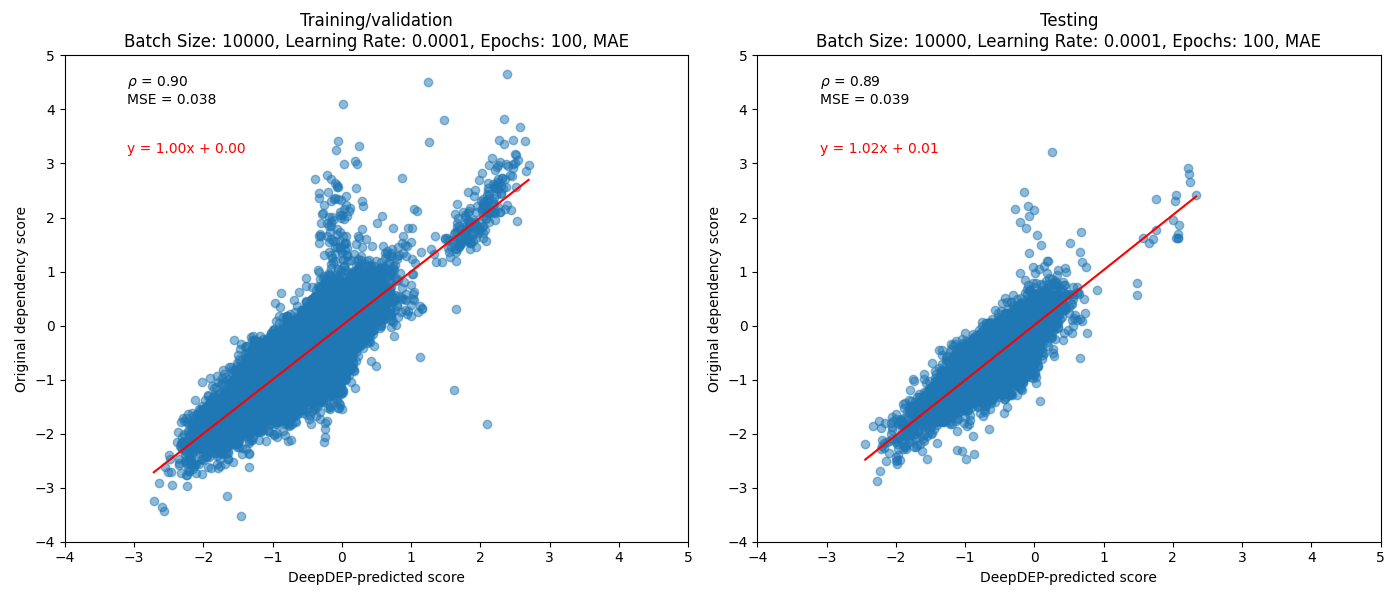 Training/validation
Batch Size: 10000, Learning Rate: 0.0001, Epochs: 100, MAE
ρ = 0.90
MSE = 0.038
y = 1.00x + 0.00
5
4
3
2
1
0
−1
−2
−3
−4
Original dependency score
−4 −3 −2 −1 0 1 2 3 4 5
DeepDEP-predicted score
Testing
Batch Size: 10000, Learning Rate: 0.0001, Epochs: 100, MAE
ρ = 0.89
MSE = 0.039
y = 1.02x + 0.01
5
4
3
2
1
0
−1
−2
−3
−4
Original dependency score
−4 −3 −2 −1 0 1 2 3 4 5
DeepDEP-predicted score